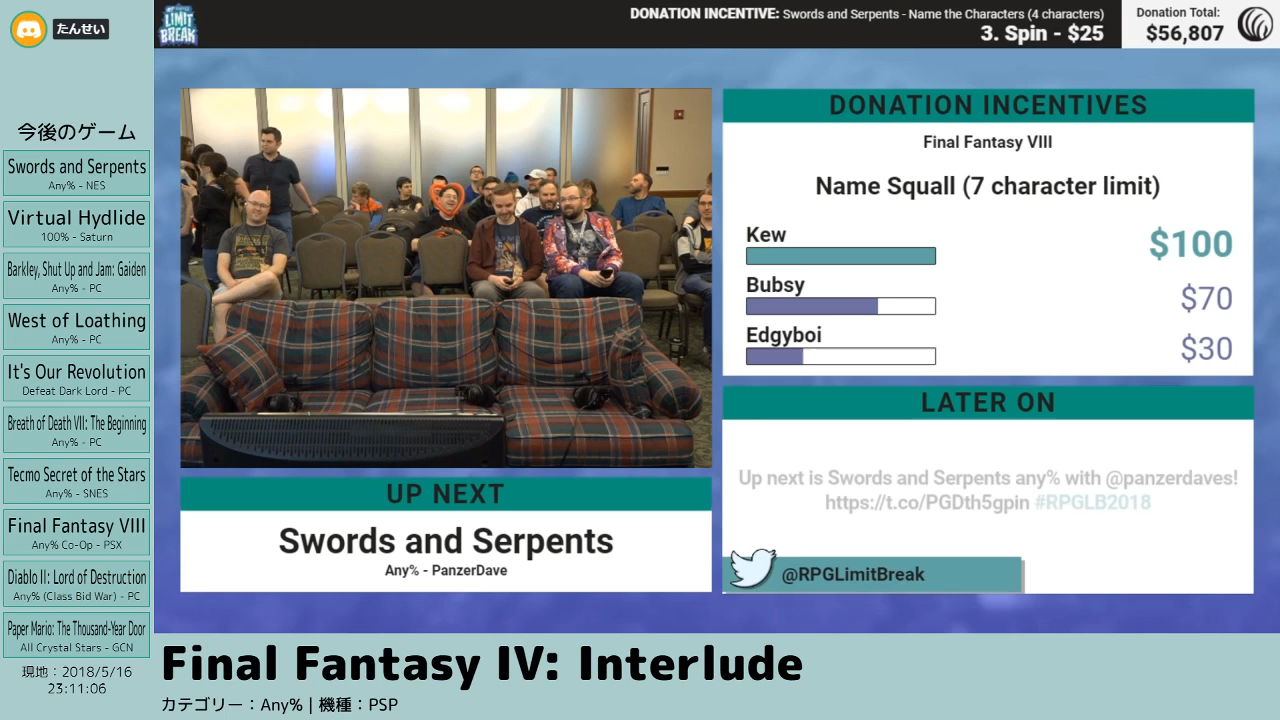 たんせい
今後のゲーム
Swords and Serpents
Any% - NES
Virtual Hydlide
100% - Saturn
Barkley, Shut Up and Jam: Gaiden
Any% - PC
West of Loathing
Any% - PC
It's Our Revolution
Defeat Dark Lord - PC
Breath of Death VII: The Beginning
Any% - PC
Tecmo Secret of the Stars
Any% - SNES
Final Fantasy VIII
Any% Co-Op - PSX
Diablo II: Lord of Destruction
Any% (Class Bid War) - PC
Paper Mario: The Thousand-Year Door
All Crystal Stars - GCN
現地：2018/5/16
23:11:06
LIMIT
BREAK
DONATION INCENTIVE: Swords and Serpents - Name the Characters (4 characters)
3. Spin - $25
Donation Total:
$56,807
UP NEXT
Swords and Serpents
Any% - PanzerDave
DONATION INCENTIVES
Final Fantasy VIII
Name Squall (7 character limit)
Kew
$100
Bubsy
$70
Edgyboi
$30
LATER ON
Up next is Swords and Serpents any% with @panzerdaves!
https://t.co/PGDth5gpin #RPGLB2018
@RPGLimitBreak
Final Fantasy IV: Interlude
カテゴリー：Any% | 機種：PSP